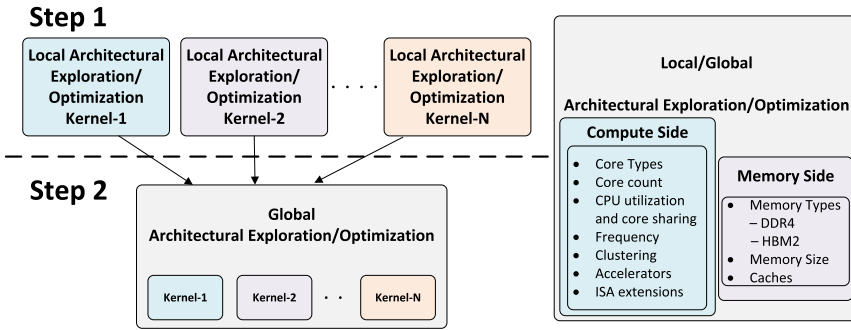 Step 1
Local Architectural
Exploration/
Optimization
Kernel-1
Local Architectural
Exploration/
Optimization
Kernel-2
. . . .
Local Architectural
Exploration/
Optimization
Kernel-N
Step 2
Global
Architectural Exploration/Optimization
Kernel-1
Kernel-2
. .
Kernel-N
Local/Global
Architectural Exploration/Optimization
Compute Side
• Core Types
• Core count
• CPU utilization
and core sharing
• Frequency
• Clustering
• Accelerators
• ISA extensions
Memory Side
• Memory Types
– DDR4
– HBM2
• Memory Size
• Caches